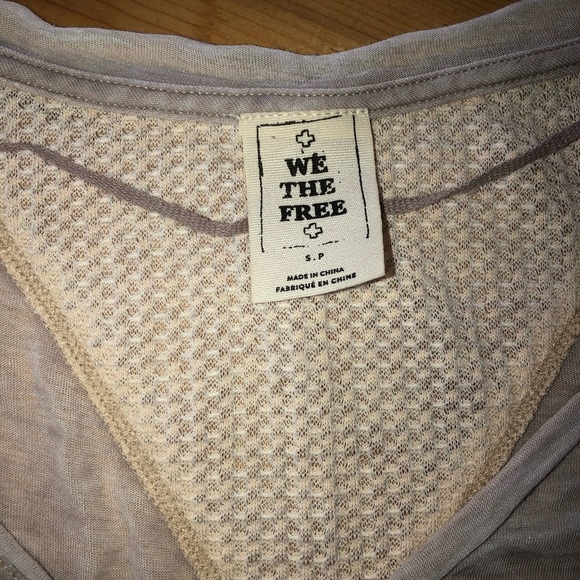 WE
THE
FREE
S.P
MADE IN CHINA
FABRIQUÉ EN CHINE